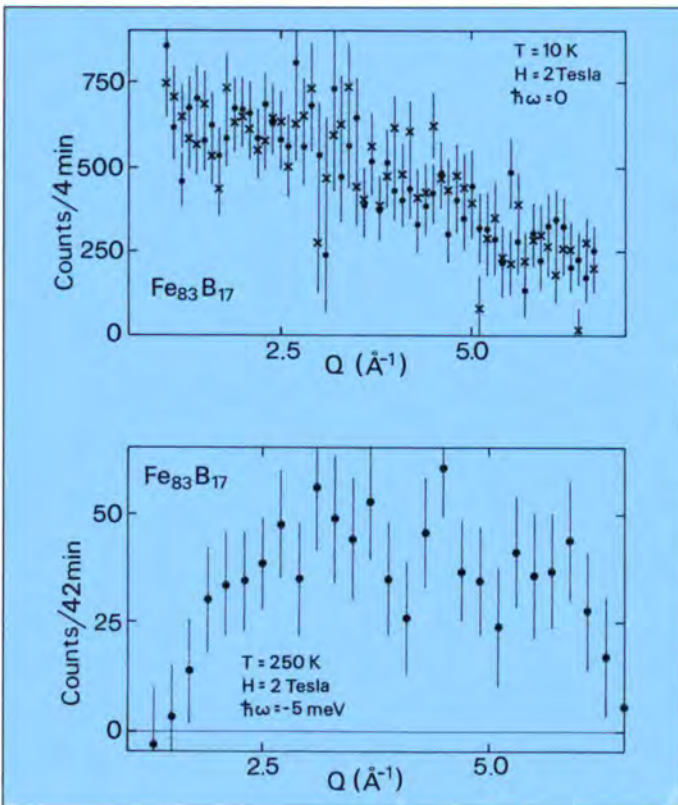 750
500
250
0
Counts/4 min
T = 10 K
H = 2 Tesla
ℏω = 0
Fe₈₃B₁₇
2.5
5.0
Q (Å⁻¹)
Fe₈₃B₁₇
50
25
0
Counts/42min
T = 250 K
H = 2 Tesla
ℏω = -5 meV
2.5
5.0
Q (Å⁻¹)